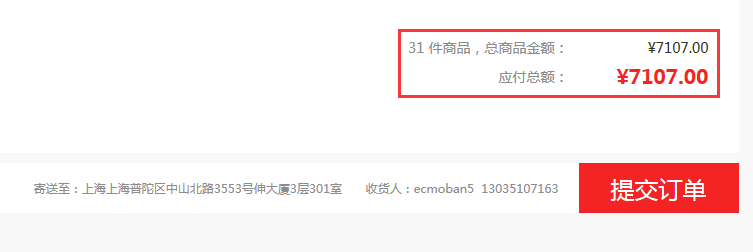 31 件商品，总商品金额： ¥7107.00
应付总额： ¥7107.00
寄送至：上海上海普陀区中山北路3553号伸大厦3层301室 收货人：ecmoban5 13035107163 提交订单